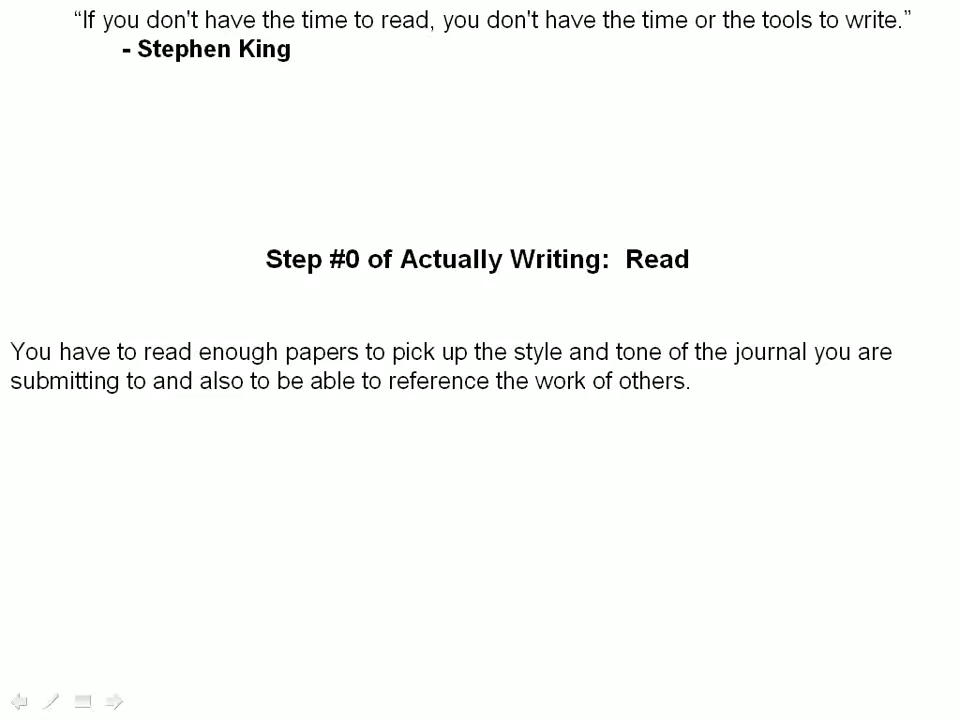 “If you don't have the time to read, you don't have the time or the tools to write.”
- Stephen King
Step #0 of Actually Writing:  Read
You have to read enough papers to pick up the style and tone of the journal you are
submitting to and also to be able to reference the work of others.